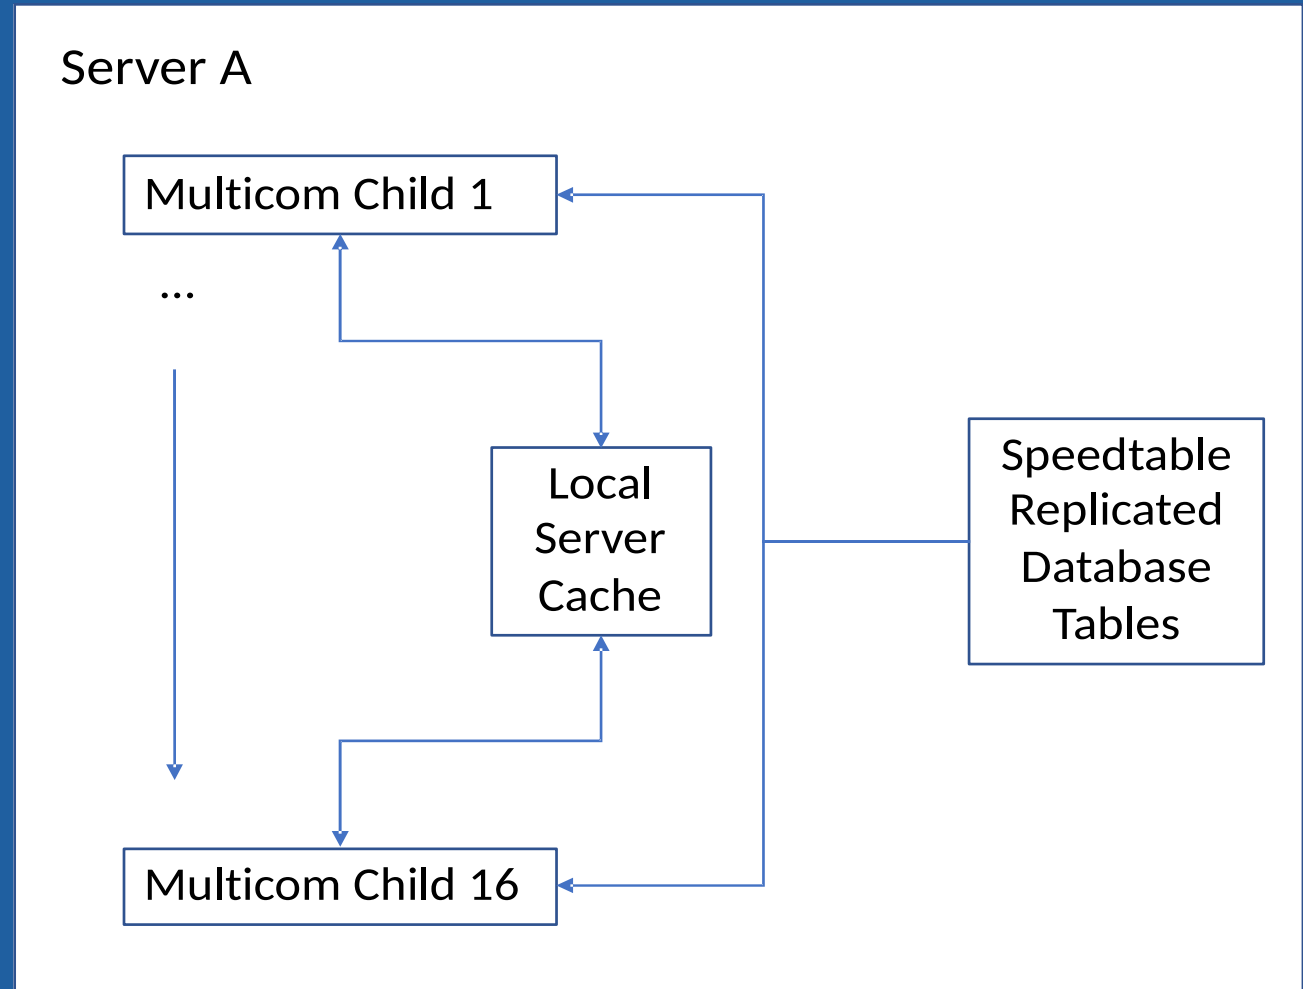 Server A
Multicom Child 1
...
Local
Server
Cache
Speedtable
Replicated
Database
Tables
Multicom Child 16